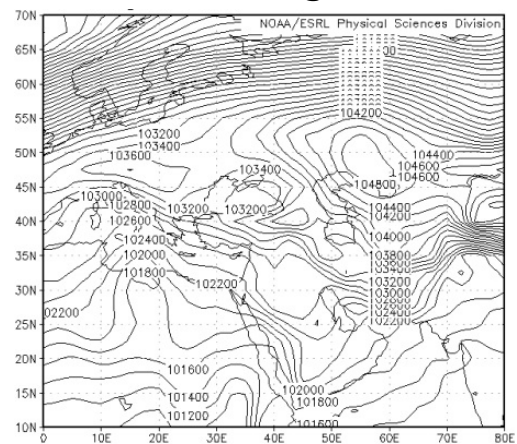 70N NOAA/ESRL Physical Sciences Division
65N
60N
104200
55N
103200
103400
50N 103600 104400
103400 104600
104600
45N 104800
103000
102800 104400
102600 103200 103200 104200
40N
102400 104000
35N 102000 103800
101800 103400
30N 102200 103200
103000
102400
102200 102200
25N
20N
101600
102000
15N 101400 101800
101200 101600
10N
0 10E 20E 30E 40E 50E 60E 70E 80E